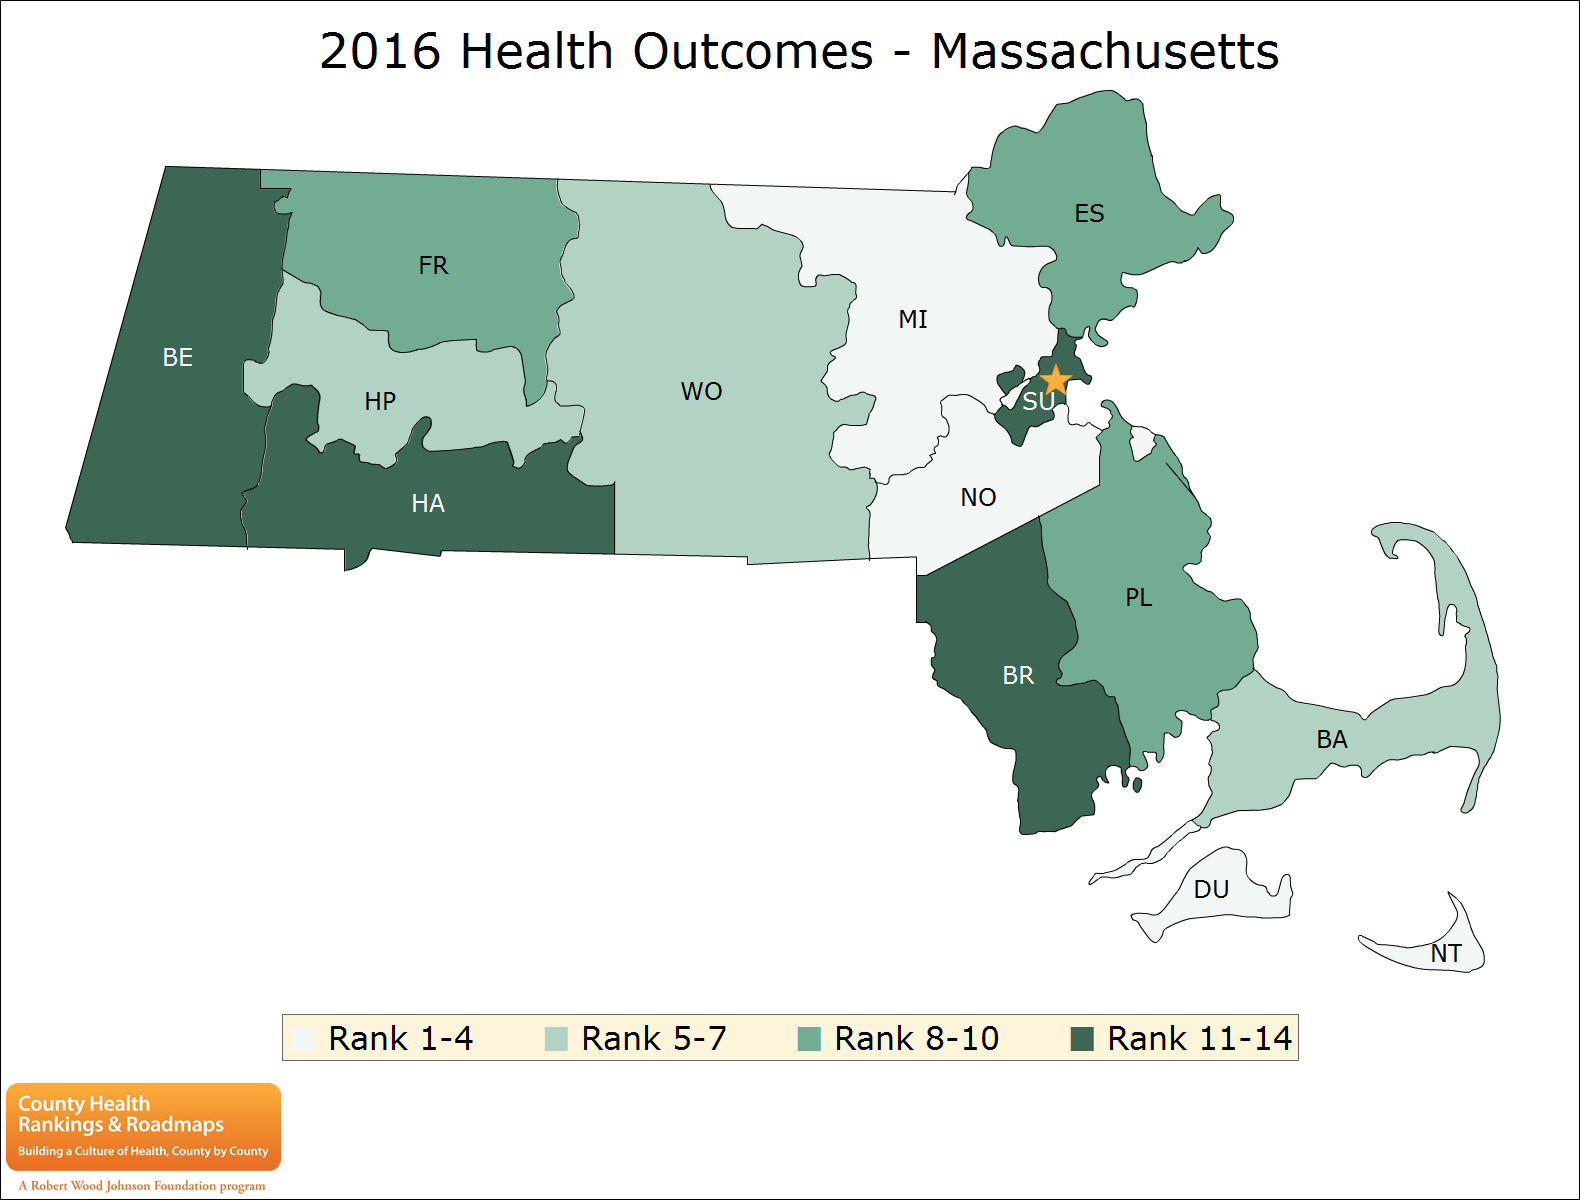 2016 Health Outcomes - Massachusetts
ES
FR
MI
BE
WO
HP
SU
HA
NO
PL
BR
BA
DU
NT
Rank 1-4 Rank 5-7 Rank 8-10 Rank 11-14
County Health
Rankings & Roadmaps
Building a Culture of Health, County by County
A Robert Wood Johnson Foundation program